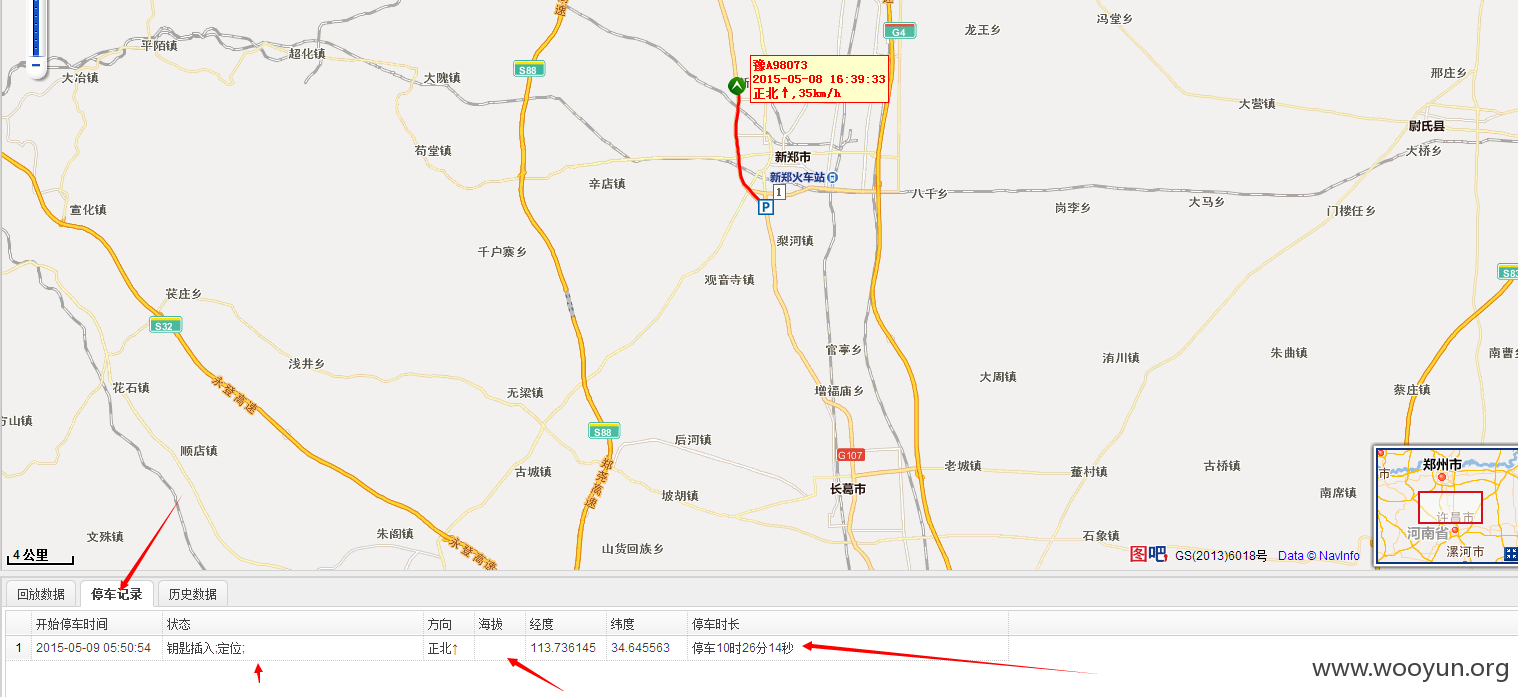 冯堂乡
G4
龙王乡
平陌镇
超化镇
豫A98073
2015-05-08 16:39:33
正北↑,35km/h
S88
大冶镇
大隗镇
邢庄乡
大营镇
尉氏县
苟堂镇
新郑市
大桥乡
新郑火车站
辛店镇
1
P
八千乡
宣化镇
岗李乡
大马乡
门楼任乡
梨河镇
千户寨乡
观音寺镇
苌庄乡
S32
浅井乡
官亭乡
洧川镇
朱曲镇
南曹
大周镇
花石镇
永登高速
无梁镇
增福庙乡
蔡庄镇
方山镇
S88
后河镇
顺店镇
G107
古城镇
郑尧高速
老城镇
董村镇
古桥镇
郑州市
市
长葛市
坡胡镇
南席镇
许昌市
文殊镇
朱阁镇
石象镇
河南省
永登高速
山货回族乡
漯河市
4 公里
图吧 GS(2013)6018号 Data © NavInfo
回放数据 停车记录 历史数据
开始停车时间 状态 方向 海拔 经度 纬度 停车时长
1 2015-05-09 05:50:54 钥匙插入;定位; 正北↑ 113.736145 34.645563 停车10时26分14秒
www.wooyun.org